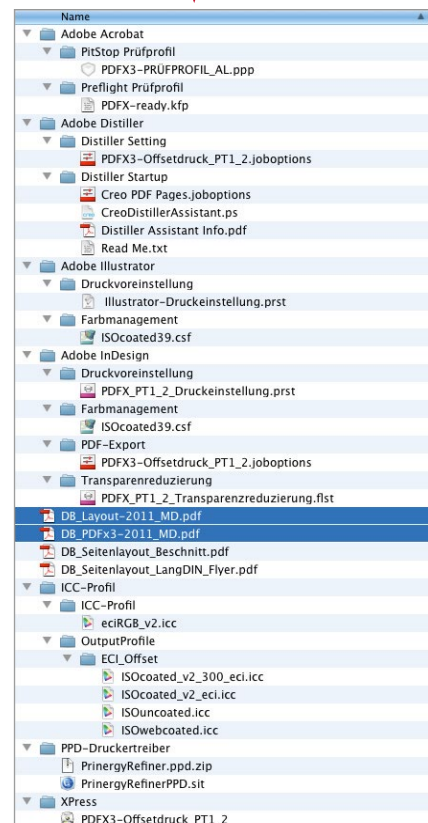 Name
Adobe Acrobat
PitStop Prüfprofil
PDFX3-PRÜFPROFIL_AL.ppp
Preflight Prüfprofil
PDFX-ready.kfp
Adobe Distiller
Distiller Setting
PDFX3-Offsetdruck_PT1_2.joboptions
Distiller Startup
Creo PDF Pages.joboptions
CreoDistillerAssistant.ps
Distiller Assistant Info.pdf
Read Me.txt
Adobe Illustrator
Druckvoreinstellung
Illustrator-Druckeinstellung.prst
Farbmanagement
ISOcoated39.csf
Adobe InDesign
Druckvoreinstellung
PDFX_PT1_2_Druckeinstellung.prst
Farbmanagement
ISOcoated39.csf
PDF-Export
PDFX3-Offsetdruck_PT1_2.joboptions
Transparenreduzierung
PDFX_PT1_2_Transparenzreduzierung.flst
DB_Layout-2011_MD.pdf
DB_PDFx3-2011_MD.pdf
DB_Seitenlayout_Beschnitt.pdf
DB_Seitenlayout_LangDIN_Flyer.pdf
ICC-Profil
ICC-Profil
eciRGB_v2.icc
OutputProfile
ECI_Offset
ISOcoated_v2_300_eci.icc
ISOcoated_v2_eci.icc
ISOuncoated.icc
ISOwebcoated.icc
PPD-Druckertreiber
PrinergyRefiner.ppd.zip
PrinergyRefinerPPD.sit
XPress
PDFX3-Offsetdruck_PT1_2